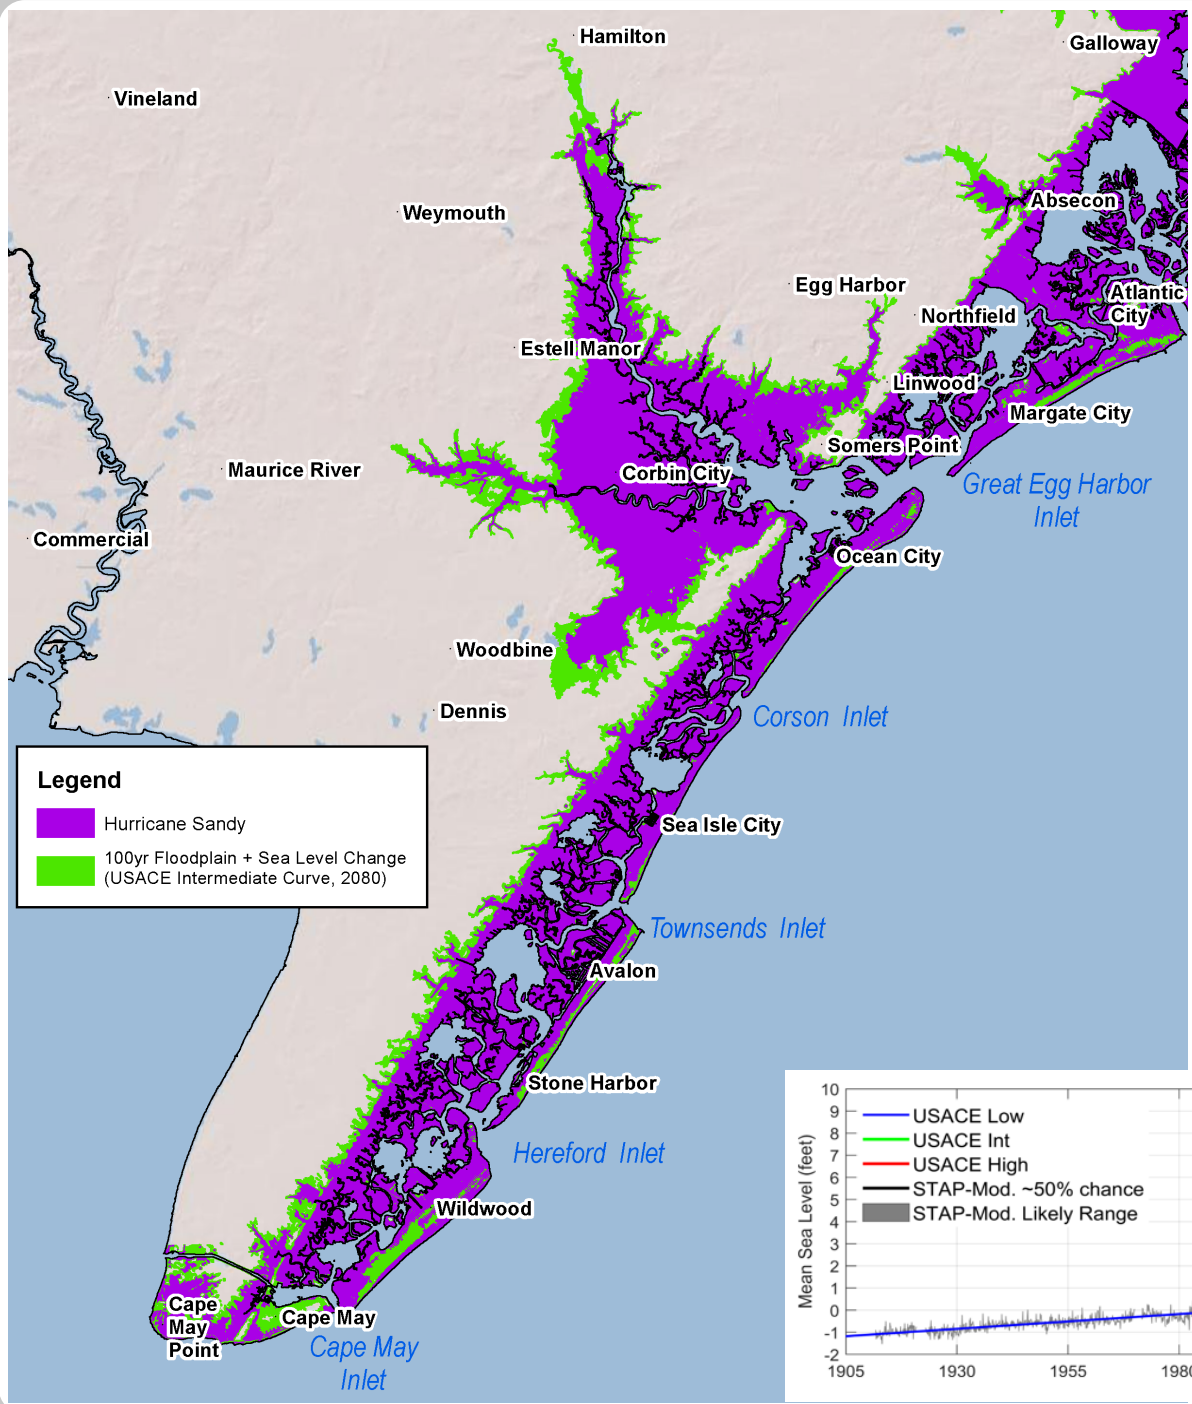 Hamilton
Galloway
Vineland
Absecon
Weymouth
Egg Harbor
Atlantic
City
Northfield
Estell Manor
Linwood
Margate City
Somers Point
Maurice River
Corbin City
Great Egg Harbor
Inlet
Commercial
Ocean City
Woodbine
Dennis
Corson Inlet
Legend
Hurricane Sandy
100yr Floodplain + Sea Level Change
(USACE Intermediate Curve, 2080)
Sea Isle City
Townsends Inlet
Avalon
Stone Harbor
Hereford Inlet
Wildwood
Cape
May
Point
Cape May
Cape May
Inlet
Mean Sea Level (feet)
10
9
8
7
6
5
4
3
2
1
0
-1
-2
USACE Low
USACE Int
USACE High
STAP-Mod. ~50% chance
STAP-Mod. Likely Range
1905
1930
1955
1980